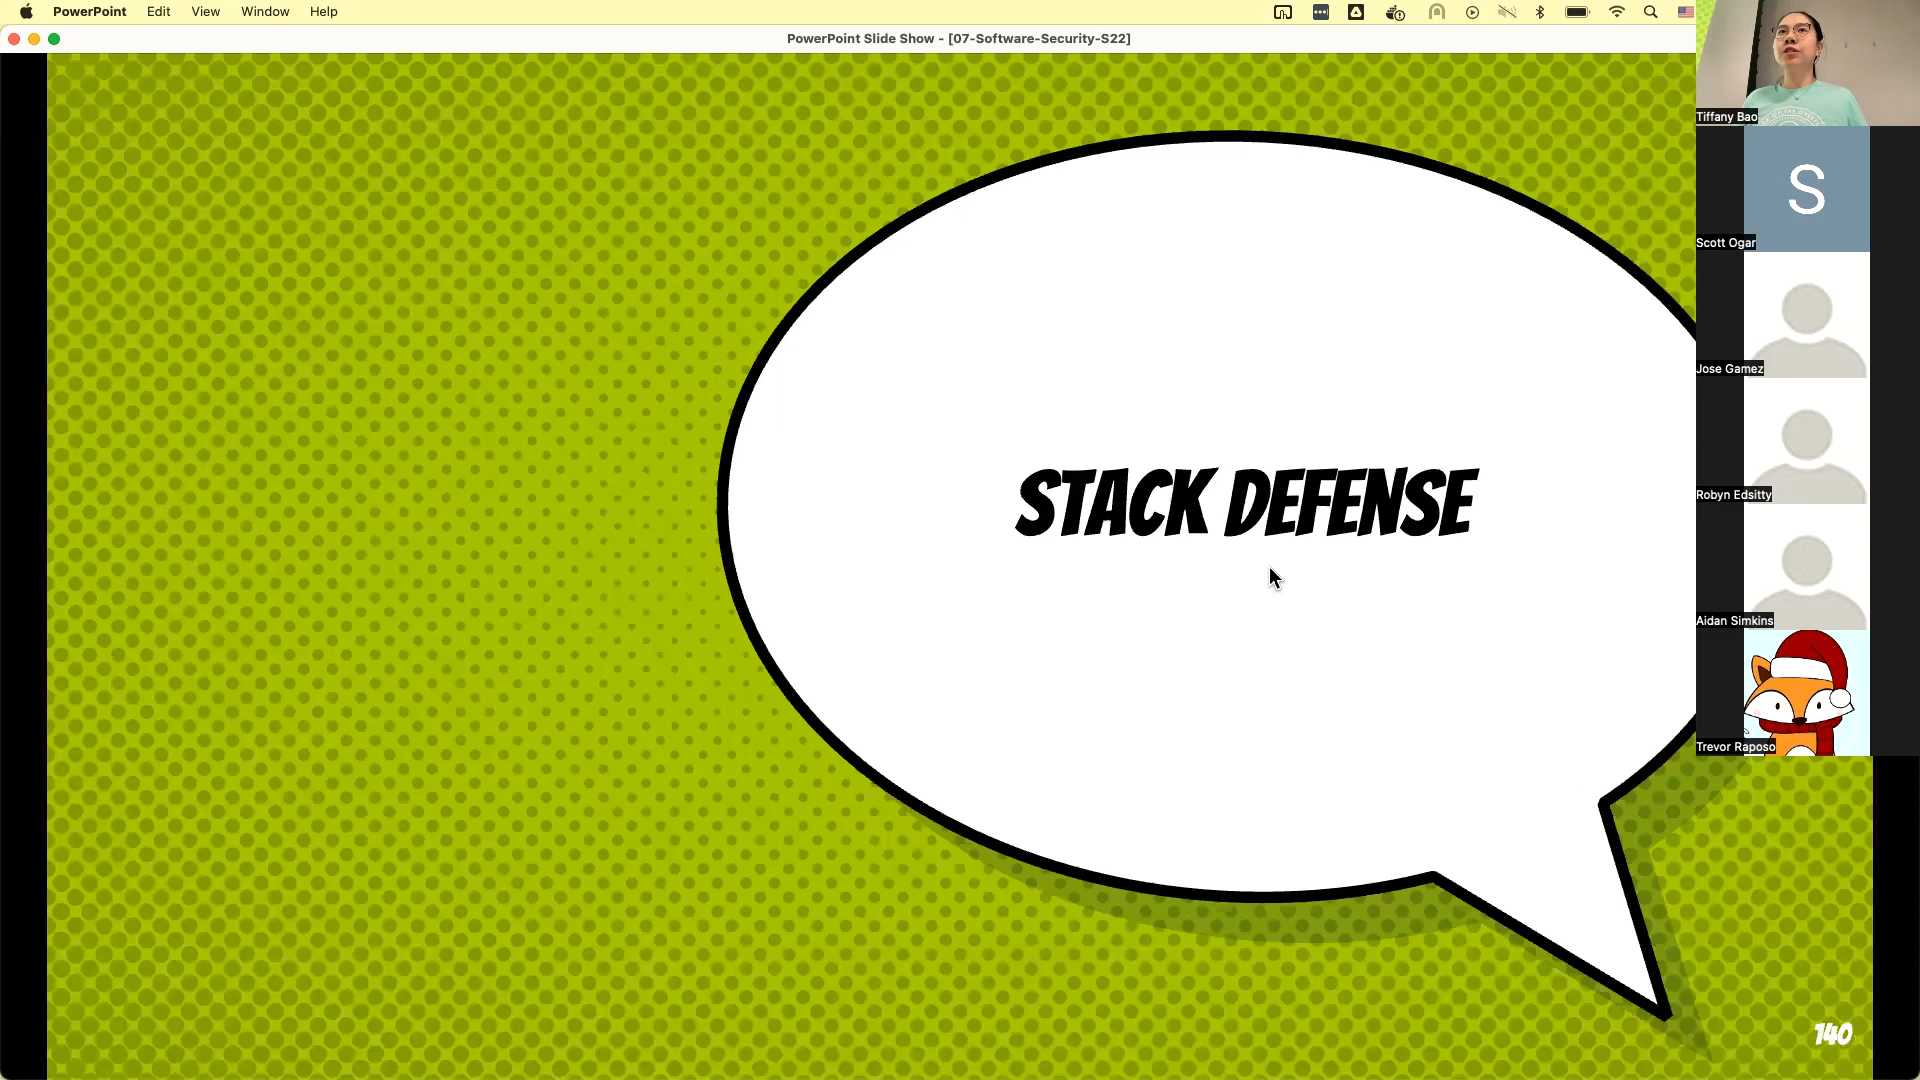 PowerPoint Edit View Window Help
PowerPoint Slide Show - [07-Software-Security-S22]
Tiffany Bao
S
Scott Ogar
Jose Gamez
Robyn Edsitty
Aidan Simkins
Trevor Raposo
STACK DEFENSE
140